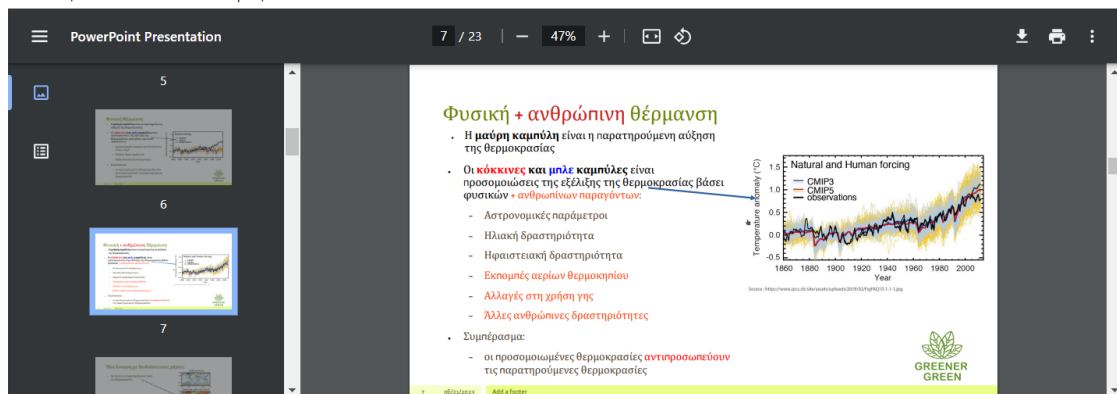 PowerPoint Presentation
7 / 23
47%
5
6
7
Φυσική + ανθρώπινη θέρμανση
Η μαύρη καμπύλη είναι η παρατηρούμενη αύξηση
της θερμοκρασίας
Οι κόκκινες και μπλε καμπύλες είναι
προσομοιώσεις της εξέλιξης της θερμοκρασίας βάσει
φυσικών + ανθρωπίνων παραγόντων:
- Αστρονομικές παράμετροι
- Ηλιακή δραστηριότητα
- Ηφαιστειακή δραστηριότητα
- Εκπομπές αερίων θερμοκηπίου
- Αλλαγές στη χρήση γης
- Άλλες ανθρώπινες δραστηριότητες
Συμπέρασμα:
- οι προσομοιωμένες θερμοκρασίες αντιπροσωπεύουν
τις παρατηρούμενες θερμοκρασίες
Natural and Human forcing
CMIP3
CMIP5
observations
Temperature anomaly (°C)
1.5
1.0
0.5
0.0
-0.5
1860 1880 1900 1920 1940 1960 1980 2000
Year
GREENER
GREEN
7 06/21/2023 Add a footer